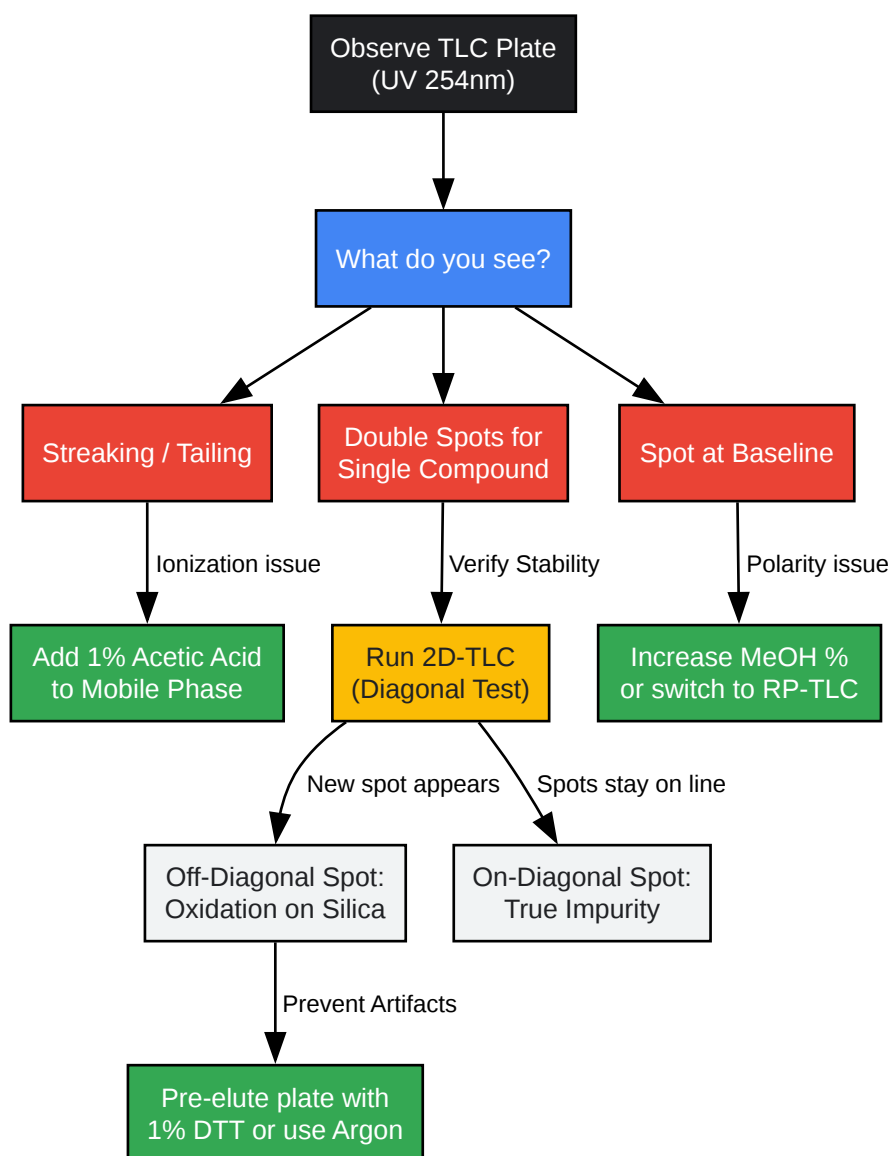 Observe TLC Plate
(UV 254nm)
What do you see?
Streaking / Tailing
Double Spots for
Single Compound
Spot at Baseline
Ionization issue
Verify Stability
Polarity issue
Add 1% Acetic Acid
to Mobile Phase
Run 2D-TLC
(Diagonal Test)
Increase MeOH %
or switch to RP-TLC
New spot appears
Spots stay on line
Off-Diagonal Spot:
Oxidation on Silica
On-Diagonal Spot:
True Impurity
Prevent Artifacts
Pre-elute plate with
1% DTT or use Argon